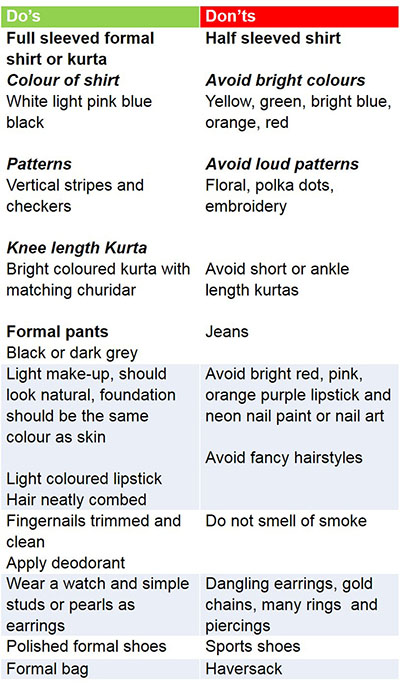 Do's Don'ts
Full sleeved formal Half sleeved shirt
shirt or kurta
Colour of shirt Avoid bright colours
White light pink blue Yellow, green, bright blue,
black orange, red
Patterns Avoid loud patterns
Vertical stripes and Floral, polka dots,
checkers embroidery
Knee length Kurta
Bright coloured kurta with Avoid short or ankle
matching churidar length kurtas
Formal pants Jeans
Black or dark grey
Light make-up, should Avoid bright red, pink,
look natural, foundation orange purple lipstick and
should be the same neon nail paint or nail art
colour as skin
Avoid fancy hairstyles
Light coloured lipstick
Hair neatly combed
Fingernails trimmed and Do not smell of smoke
clean
Apply deodorant
Wear a watch and simple Dangling earrings, gold
studs or pearls as chains, many rings and
earrings piercings
Polished formal shoes Sports shoes
Formal bag Haversack